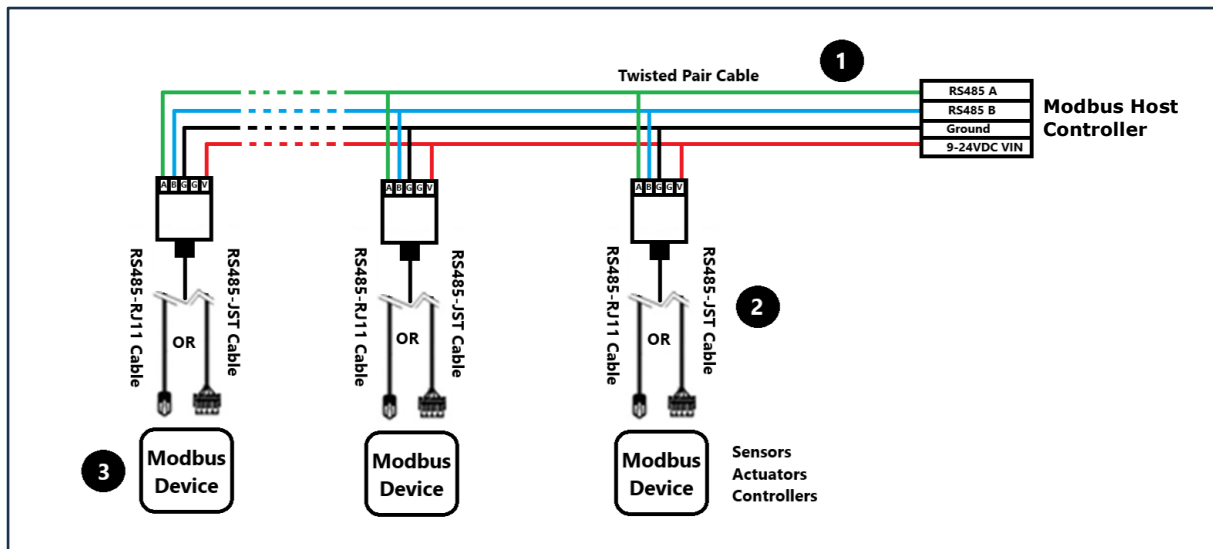 1
Twisted Pair Cable
RS485 A
RS485 B
Ground
9-24VDC VIN
Modbus Host
Controller
A B G G V
A B G G V
A B G G V
RS485-RJ11 Cable
OR
RS485-JST Cable
RS485-RJ11 Cable
OR
RS485-JST Cable
RS485-RJ11 Cable
OR
RS485-JST Cable
2
3
Modbus
Device
Modbus
Device
Modbus
Device
Sensors
Actuators
Controllers